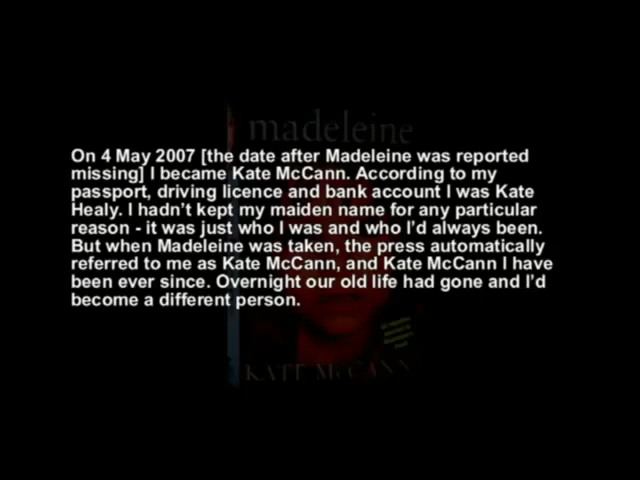 madeleine
On 4 May 2007 [the date after Madeleine was reported
missing] I became Kate McCann. According to my
passport, driving licence and bank account I was Kate
Healy. I hadn't kept my maiden name for any particular
reason - it was just who I was and who I'd always been.
But when Madeleine was taken, the press automatically
referred to me as Kate McCann, and Kate McCann I have
been ever since. Overnight our old life had gone and I'd
become a different person.
KATE McCANN